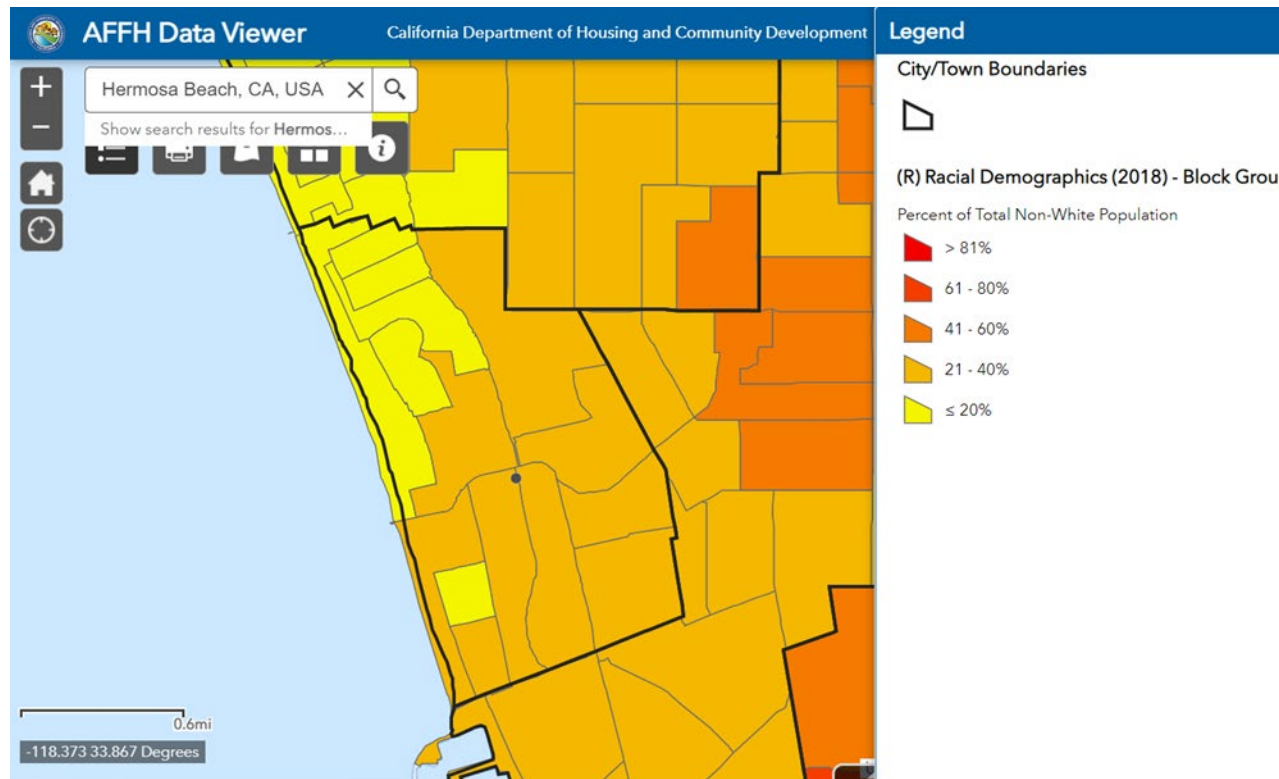 AFFH Data Viewer
California Department of Housing and Community Development
Legend
Hermosa Beach, CA, USA
Show search results for Hermos...
City/Town Boundaries
(R) Racial Demographics (2018) - Block Grou
Percent of Total Non-White Population
> 81%
61 - 80%
41 - 60%
21 - 40%
≤ 20%
0.6mi
-118.373 33.867 Degrees